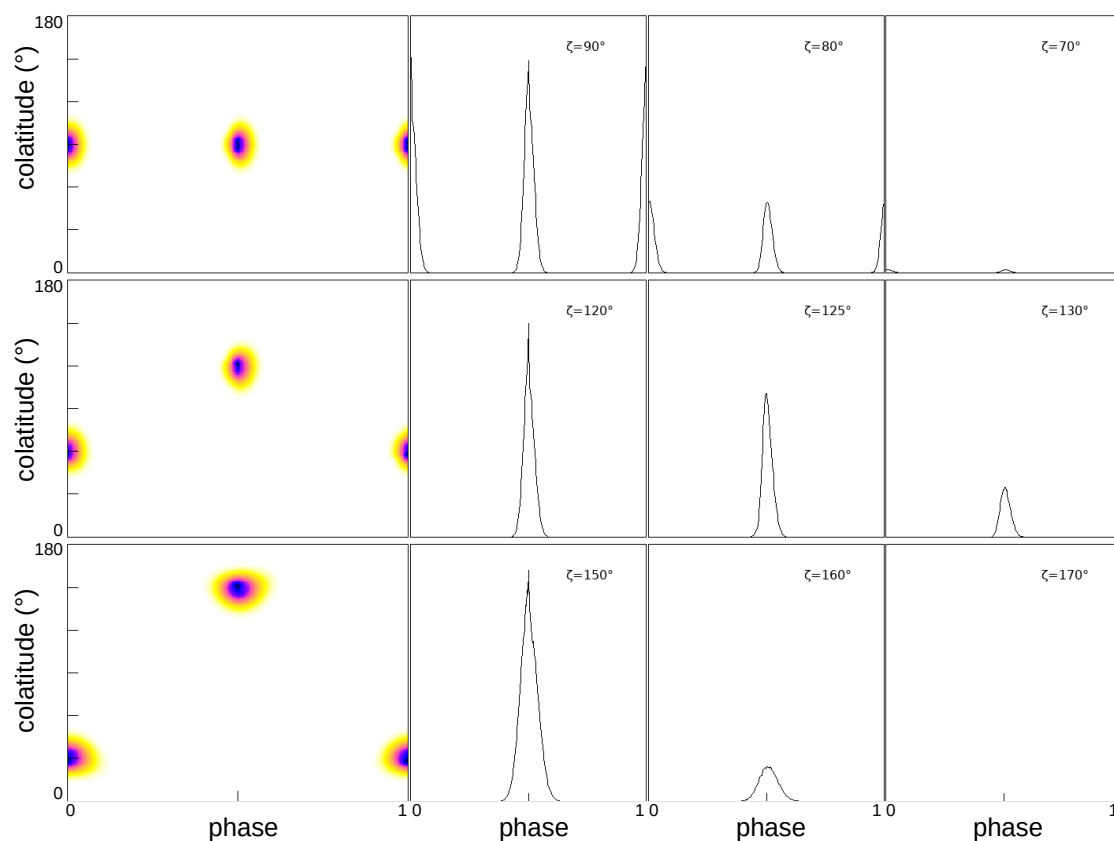 180
colatitude (°)
0
ζ=90°
ζ=80°
ζ=70°
180
colatitude (°)
0
ζ=120°
ζ=125°
ζ=130°
180
colatitude (°)
0
ζ=150°
ζ=160°
ζ=170°
0 1 0 1 0 1 0 1
phase phase phase phase